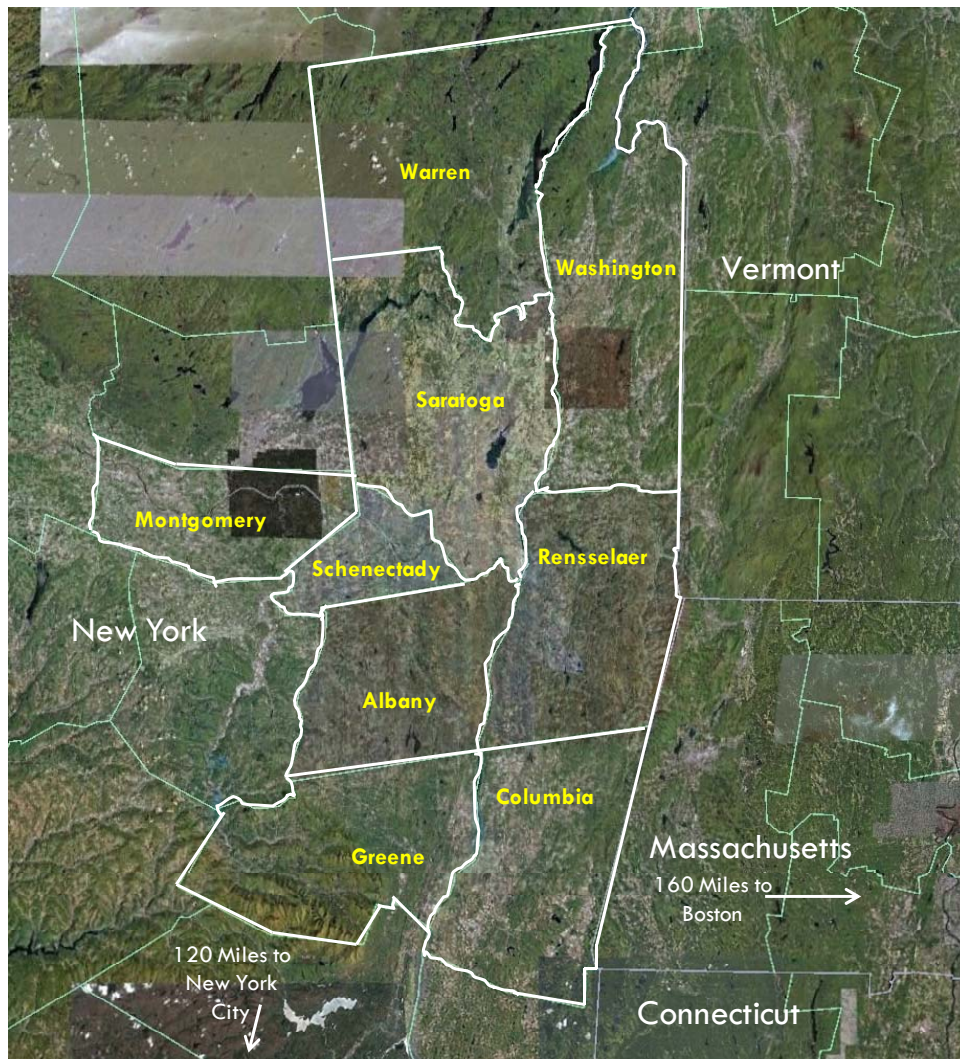 Warren
Washington
Vermont
Saratoga
Montgomery
Schenectady
Rensselaer
New York
Albany
Columbia
Greene
Massachusetts
160 Miles to
Boston
120 Miles to
New York
City
Connecticut